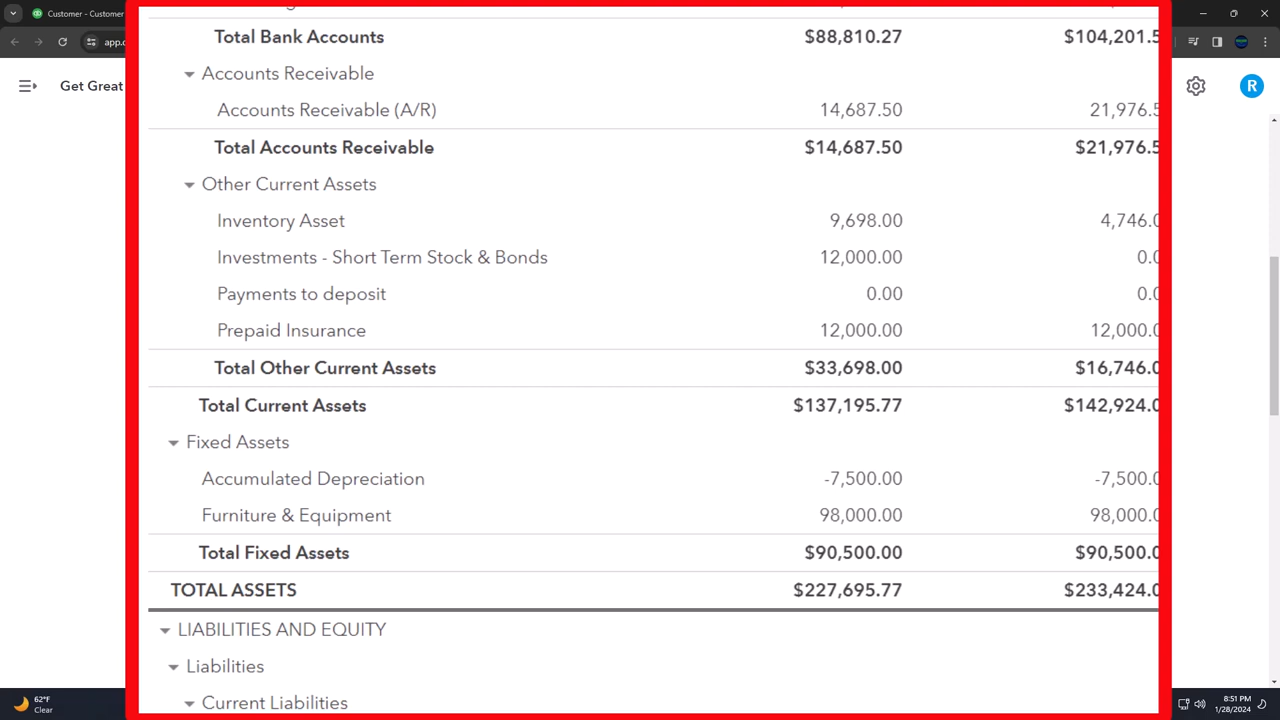 Customer - Customer
app.c
Get Great
R
Total Bank Accounts $88,810.27 $104,201.5
Accounts Receivable
Accounts Receivable (A/R) 14,687.50 21,976.5
Total Accounts Receivable $14,687.50 $21,976.5
Other Current Assets
Inventory Asset 9,698.00 4,746.0
Investments - Short Term Stock & Bonds 12,000.00 0.0
Payments to deposit 0.00 0.0
Prepaid Insurance 12,000.00 12,000.0
Total Other Current Assets $33,698.00 $16,746.0
Total Current Assets $137,195.77 $142,924.0
Fixed Assets
Accumulated Depreciation -7,500.00 -7,500.0
Furniture & Equipment 98,000.00 98,000.0
Total Fixed Assets $90,500.00 $90,500.0
TOTAL ASSETS $227,695.77 $233,424.0
LIABILITIES AND EQUITY
Liabilities
Current Liabilities
62°F
Clear
8:51 PM
1/28/2024